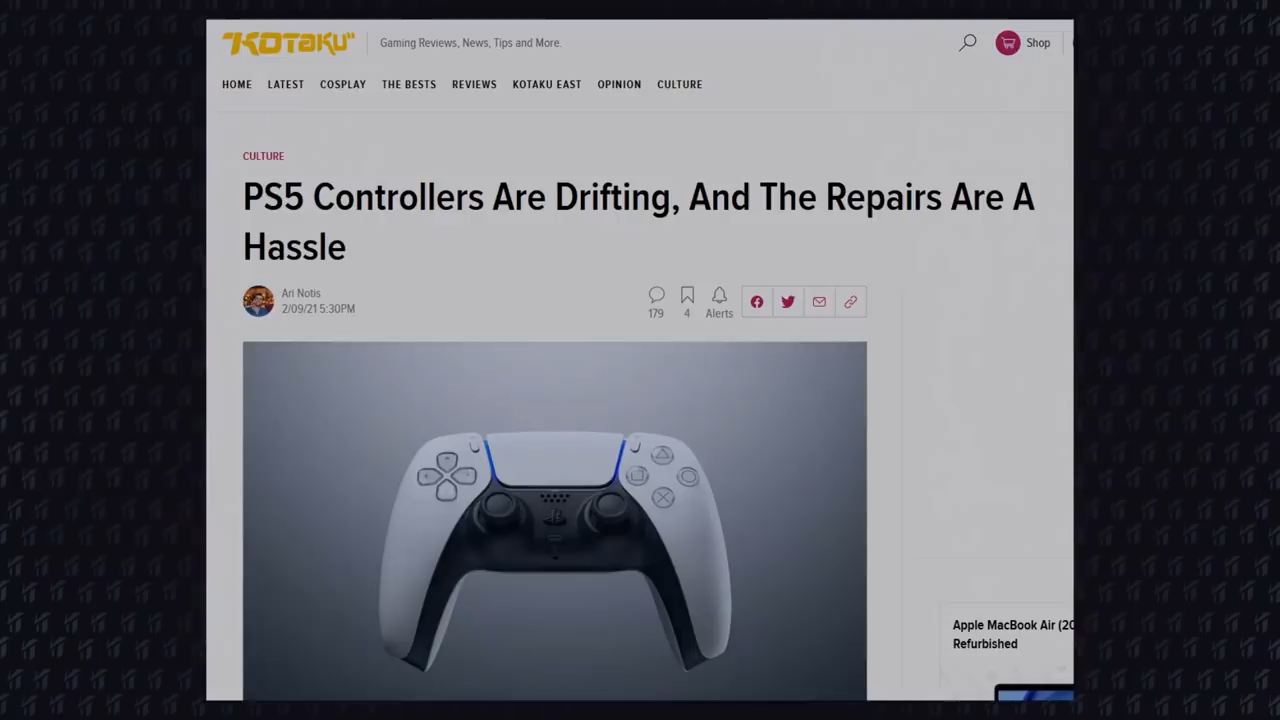 KOTAKU
Gaming Reviews, News, Tips and More.
Shop
HOME LATEST COSPLAY THE BESTS REVIEWS KOTAKU EAST OPINION CULTURE
CULTURE
PS5 Controllers Are Drifting, And The Repairs Are A
Hassle
Ari Notis
2/09/21 5:30PM
179
4
Alerts
Apple MacBook Air (20
Refurbished